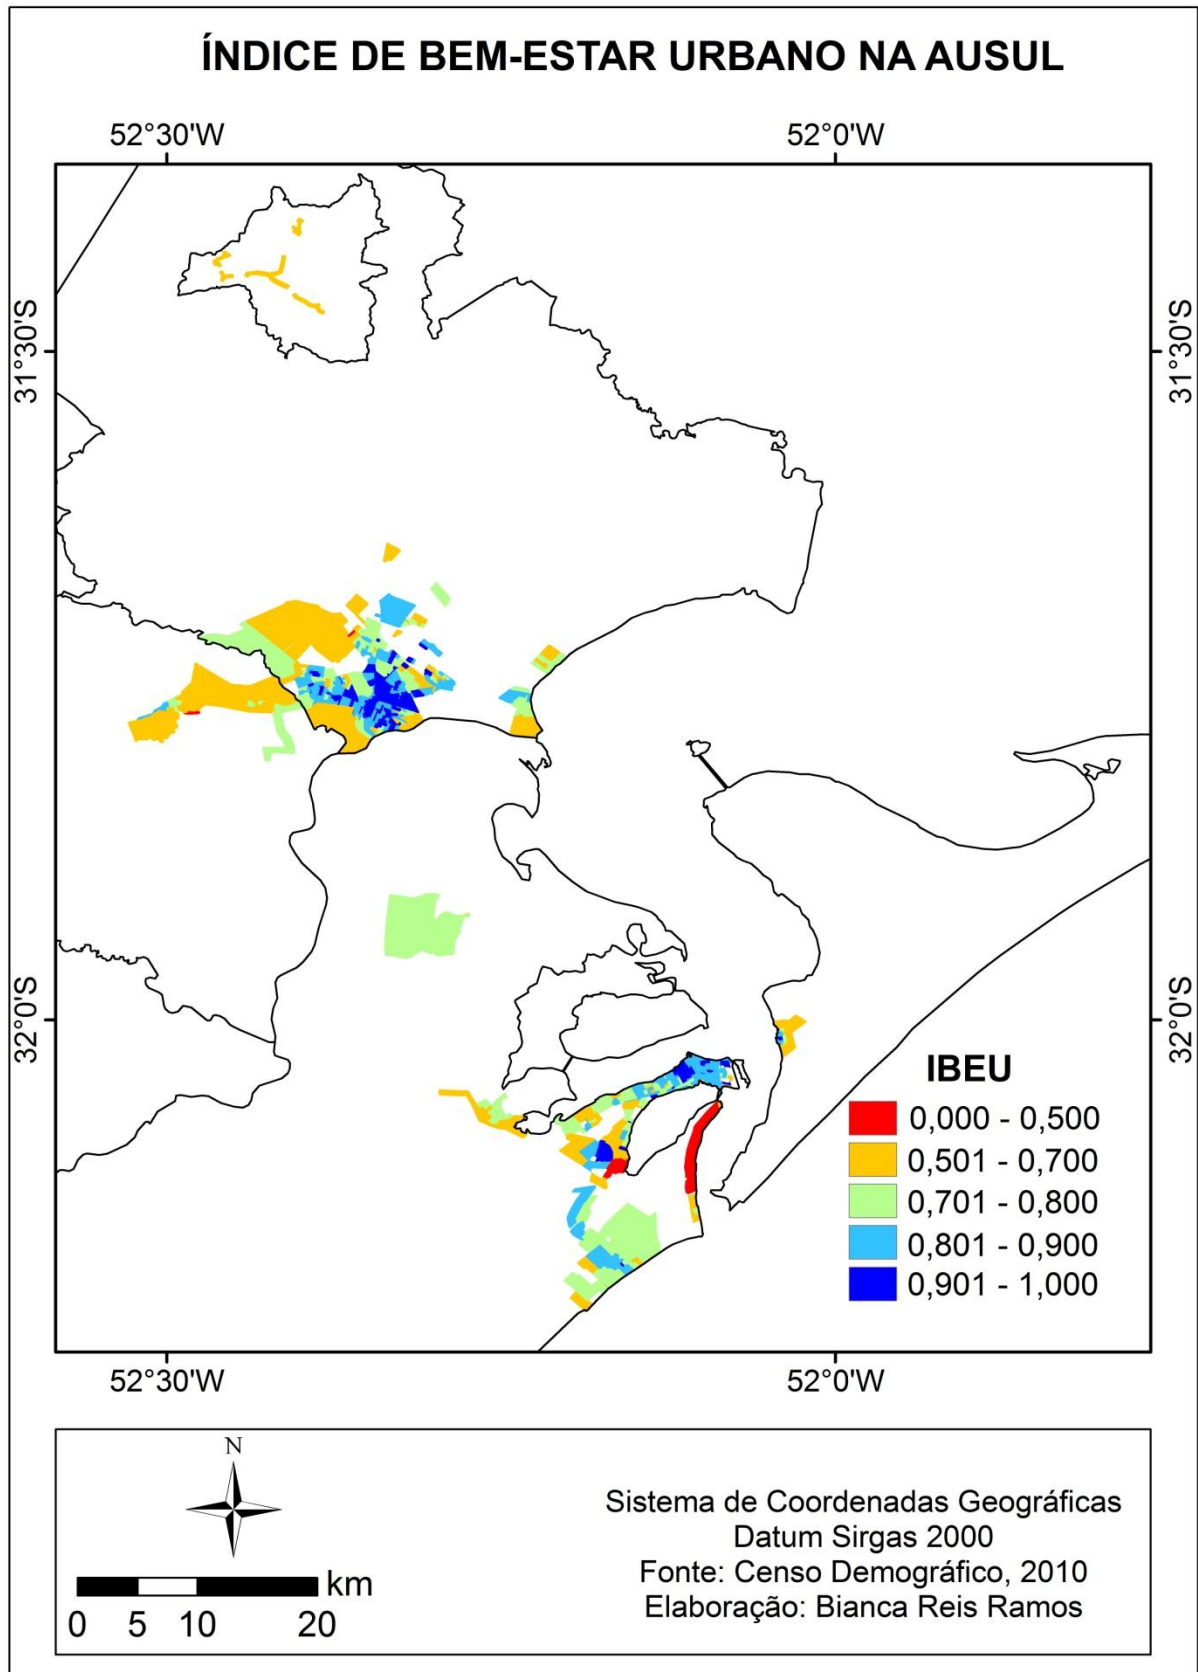 ÍNDICE DE BEM-ESTAR URBANO NA AUSUL
52°30'W 52°0'W
31°30'S 31°30'S
32°0'S 32°0'S
IBEU
0,000 - 0,500
0,501 - 0,700
0,701 - 0,800
0,801 - 0,900
0,901 - 1,000
52°30'W 52°0'W
N
km
0 5 10 20
Sistema de Coordenadas Geográficas
Datum Sirgas 2000
Fonte: Censo Demográfico, 2010
Elaboração: Bianca Reis Ramos